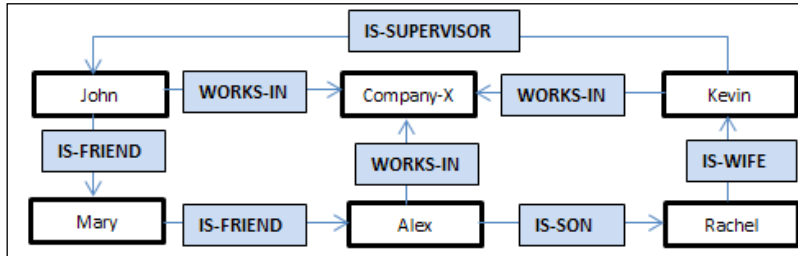 IS-SUPERVISOR
John
WORKS-IN
Company-X
WORKS-IN
Kevin
IS-FRIEND
WORKS-IN
IS-WIFE
Mary
IS-FRIEND
Alex
IS-SON
Rachel